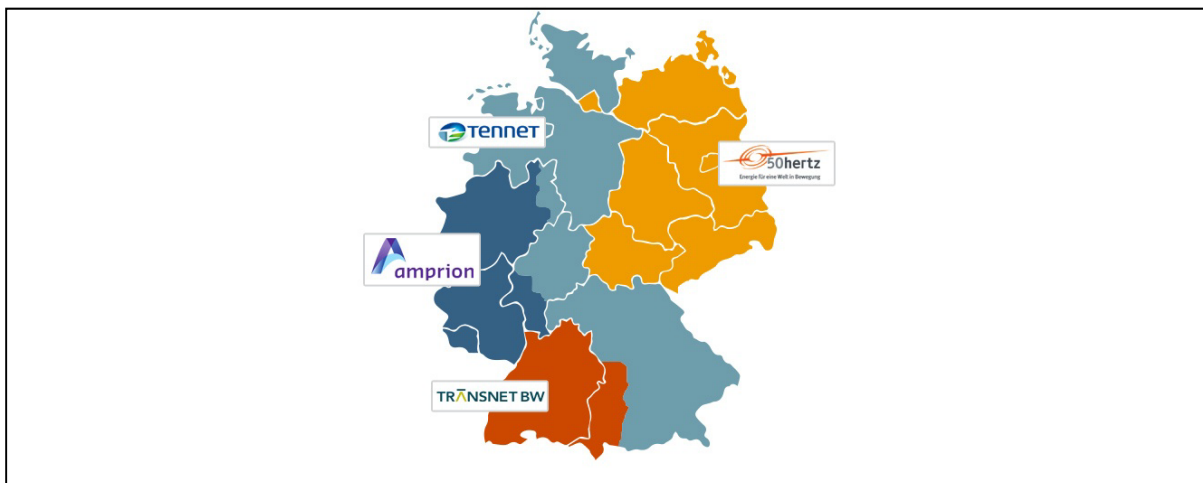 TENNET
50hertz
Energie für eine Welt in Bewegung
amprion
TRANSNET BW